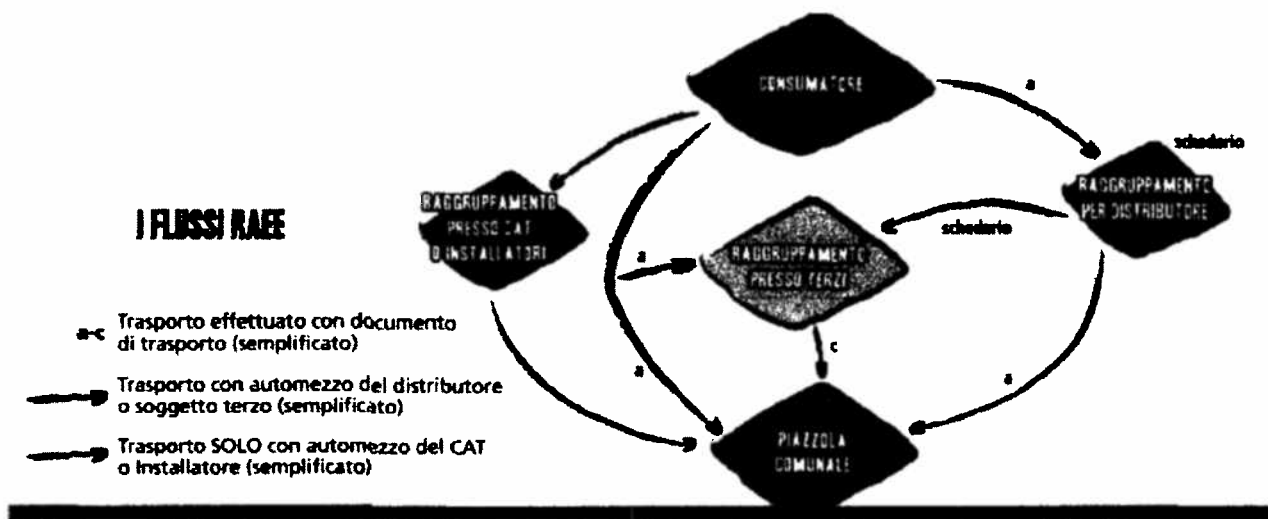 CONSUMATORE
a
schedario
RAGGRUPPAMENTO
PER DISTRIBUTORE
RAGGRUPPAMENTO
PRESSO CAT
O INSTALLATORI
I FLUSSI RAEE
schedario
a
RAGGRUPPAMENTO
PRESSO TERZI
a-c Trasporto effettuato con documento
di trasporto (semplificato)
c
a
a
Trasporto con automezzo del distributore
o soggetto terzo (semplificato)
Trasporto SOLO con automezzo del CAT
o Installatore (semplificato)
PIAZZOLA
COMUNALE